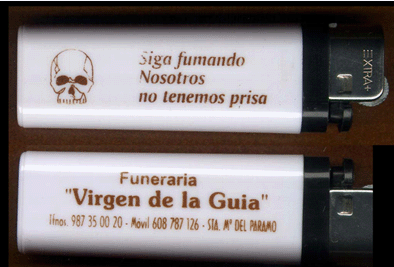 Siga fumando
Nosotros
no tenemos prisa
EXTRA+
Funeraria
"Virgen de la Guia"
Tfnos. 987 35 00 20 - Móvil 608 787 126 - STA. Mª DEL PARAMO